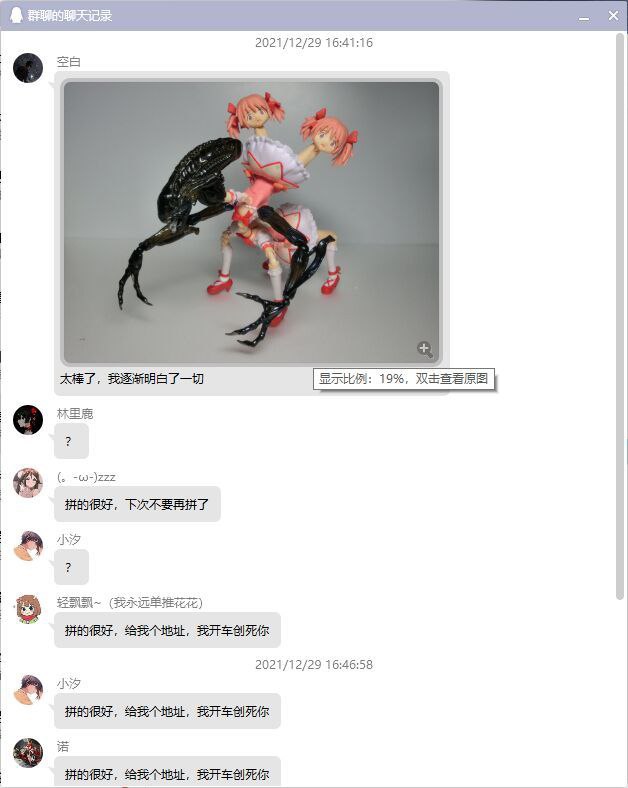 群聊的聊天记录
2021/12/29 16:41:16
空白
太棒了，我逐渐明白了一切
显示比例：19%，双击查看原图
林里鹿
？
(。-ω-)zzz
拼的很好，下次不要再拼了
小汐
？
轻飘飘~（我永远单推花花）
拼的很好，给我个地址，我开车创死你
2021/12/29 16:46:58
小汐
拼的很好，给我个地址，我开车创死你
诺
拼的很好，给我个地址，我开车创死你